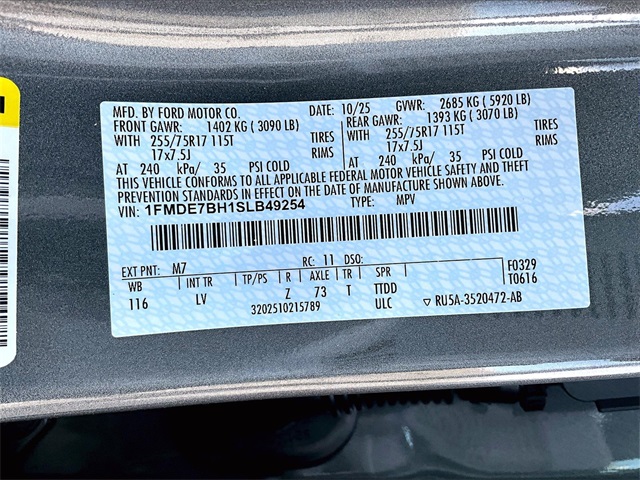 MFD. BY FORD MOTOR CO. DATE: 10/25 GVWR: 2685 KG ( 5920 LB)
FRONT GAWR: 1402 KG ( 3090 LB) REAR GAWR: 1393 KG ( 3070 LB)
WITH 255/75R17 115T TIRES WITH 255/75R17 115T TIRES
17x7.5J RIMS 17x7.5J RIMS
AT 240 kPa/ 35 PSI COLD AT 240 kPa/ 35 PSI COLD
THIS VEHICLE CONFORMS TO ALL APPLICABLE FEDERAL MOTOR VEHICLE SAFETY AND THEFT
PREVENTION STANDARDS IN EFFECT ON THE DATE OF MANUFACTURE SHOWN ABOVE.
VIN: 1FMDE7BH1SLB49254 TYPE: MPV
EXT PNT: M7 RC: 11 DSO: F0329
WB INT TR TP/PS R AXLE TR SPR T0616
116 LV Z 73 T TTDD
3202510215789 ULC ▽ RU5A-3520472-AB